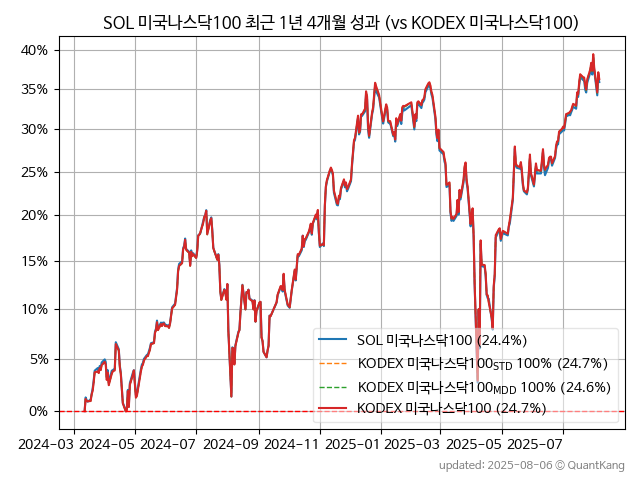 SOL 미국나스닥100 최근 1년 4개월 성과 (vs KODEX 미국나스닥100)
40%
35%
30%
25%
20%
15%
10%
5%
0%
SOL 미국나스닥100 (24.4%)
KODEX 미국나스닥100STD 100% (24.7%)
KODEX 미국나스닥100MDD 100% (24.6%)
KODEX 미국나스닥100 (24.7%)
2024-03 2024-05 2024-07 2024-09 2024-11 2025-01 2025-03 2025-05 2025-07
updated: 2025-08-06 © QuantKang